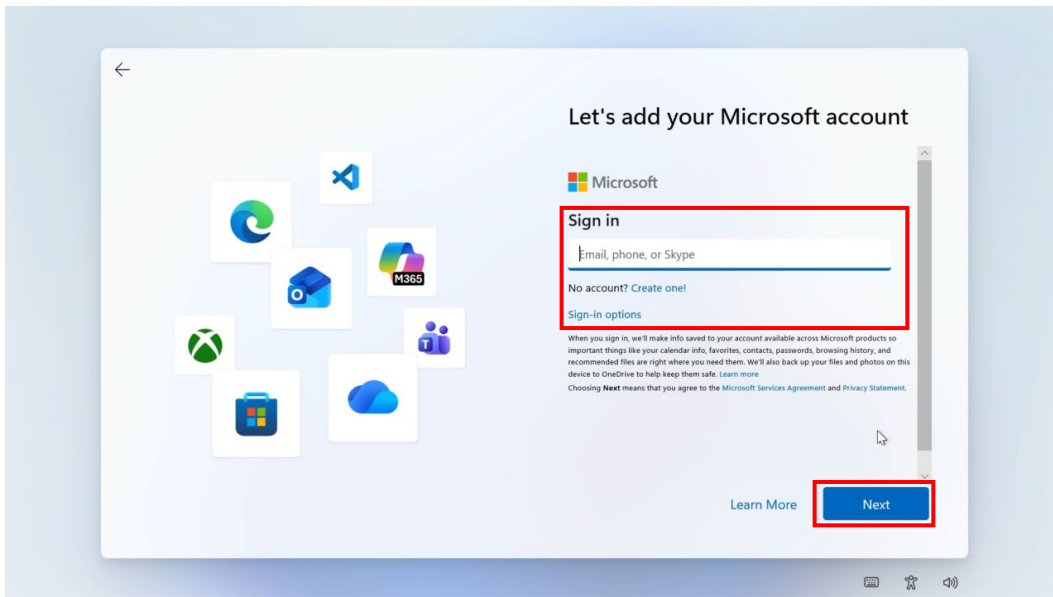 Let's add your Microsoft account
Microsoft
Sign in
Email, phone, or Skype
No account? Create one!
Sign-in options
When you sign in, we'll make info saved to your account available across Microsoft products so
important things like your calendar info, favorites, contacts, passwords, browsing history, and
recommended files are right where you need them. We'll also back up your files and photos on this
device to OneDrive to help keep them safe. Learn more
Choosing Next means that you agree to the Microsoft Services Agreement and Privacy Statement.
M365
Learn More
Next